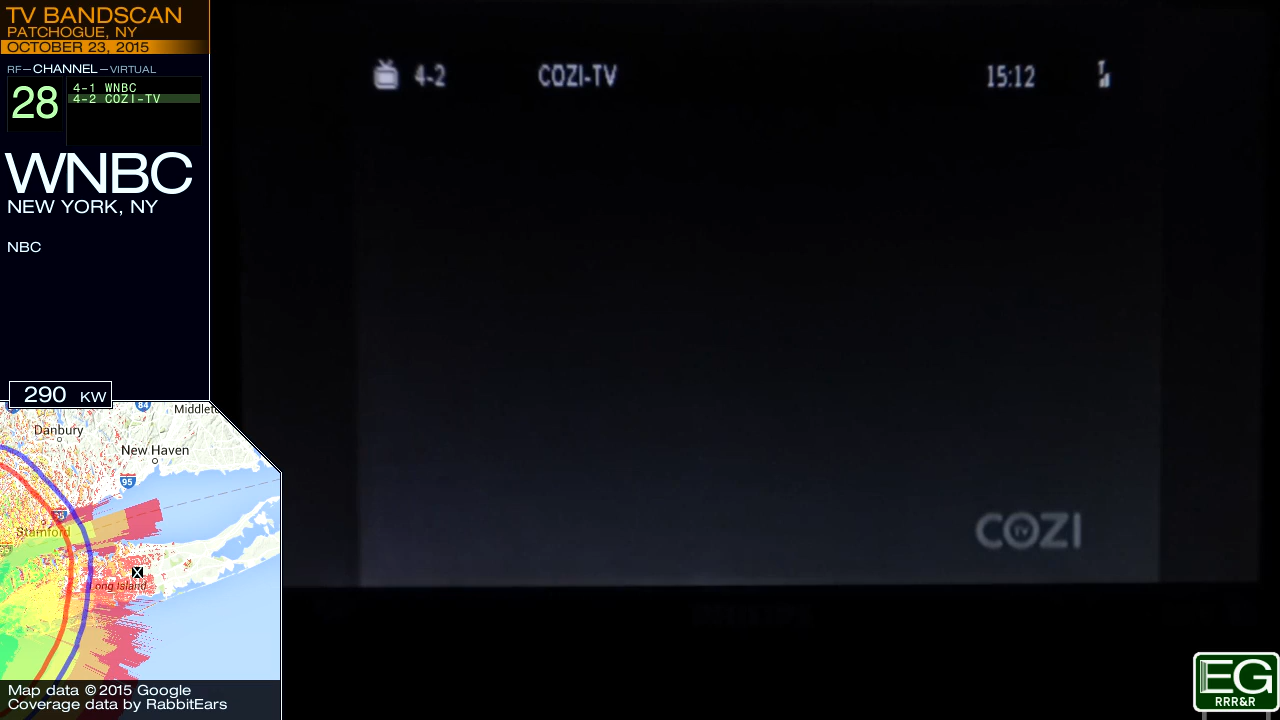 TV BANDSCAN
PATCHOGUE, NY
OCTOBER 23, 2015
RF—CHANNEL—VIRTUAL
28
4-1 WNBC
4-2 COZI-TV
WNBC
NEW YORK, NY
NBC
290 KW
4-2 COZI-TV 15:12
COZI
TV
84
Danbury
New Haven
95
Stamford
Long Island
Map data ©2015 Google
Coverage data by RabbitEars
EG
RRR&R